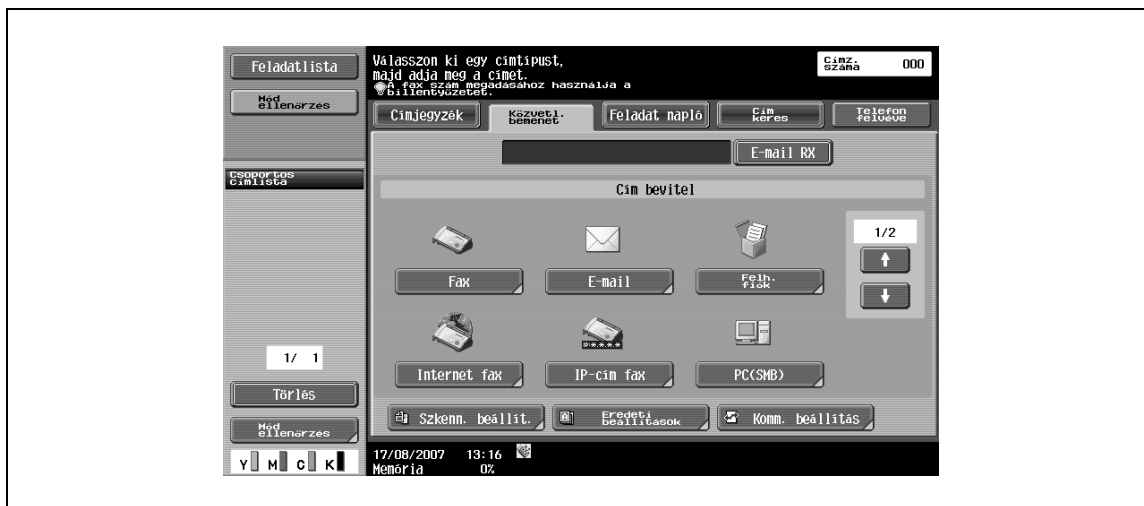 Feladatlista
Mód
ellenőrzés
Válasszon ki egy címtípust,
majd adja meg a címet.
A fax szám megadásához használja a
billentyűzetet.
Címz.
száma
000
Címjegyzék
Közvetl.
bemenet
Feladat napló
Cím
keres
Telefon
felvéve
E-mail RX
Csoportos
címlista
Cím bevitel
1/2
Fax
E-mail
Felh.
fiók
Internet fax
IP-cím fax
PC(SMB)
1/ 1
Törlés
Mód
ellenőrzés
Szkenn. beállít.
Eredeti
beállítások
Komm. beállítás
Y M C K
17/08/2007 13:16
Memória 0%